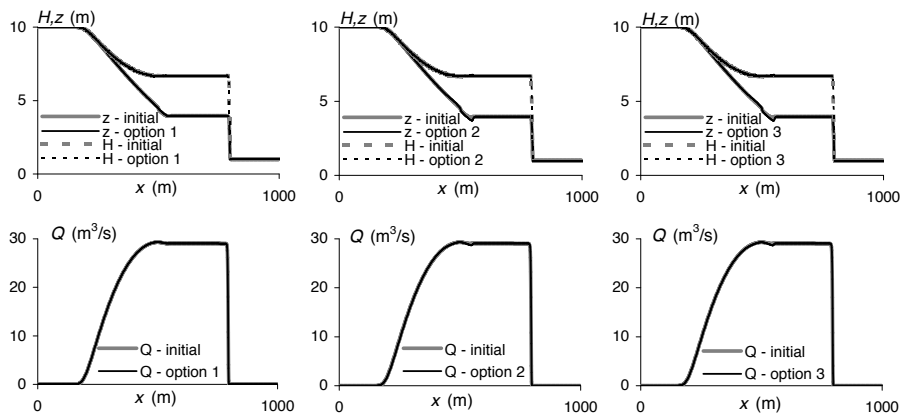 H,z (m)
10
5
0
z - initial
z - option 1
H - initial
H - option 1
0
x (m)
1000
H,z (m)
10
5
0
z - initial
z - option 2
H - initial
H - option 2
0
x (m)
1000
H,z (m)
10
5
0
z - initial
z - option 3
H - initial
H - option 3
0
x (m)
1000
Q (m³/s)
30
20
10
0
Q - initial
Q - option 1
0
x (m)
1000
Q (m³/s)
30
20
10
0
Q - initial
Q - option 2
0
x (m)
1000
Q (m³/s)
30
20
10
0
Q - initial
Q - option 3
0
x (m)
1000